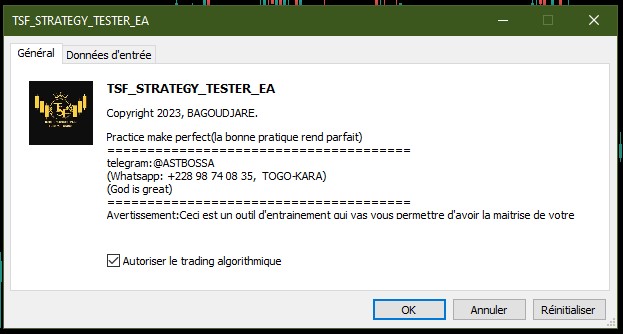 TSF_STRATEGY_TESTER_EA
Général
Données d'entrée
TSF_STRATEGY_TESTER_EA
Copyright 2023, BAGOUDJARE.
Practice make perfect(la bonne pratique rend parfait)
======================================
telegram:@ASTBOSSA
(Whatsapp: +228 98 74 08 35, TOGO-KARA)
(God is great)
======================================
Avertissement:Ceci est un outil d'entrainement qui vas vous permettre d'avoir la maitrise de votre
Autoriser le trading algorithmique
OK
Annuler
Réinitialiser